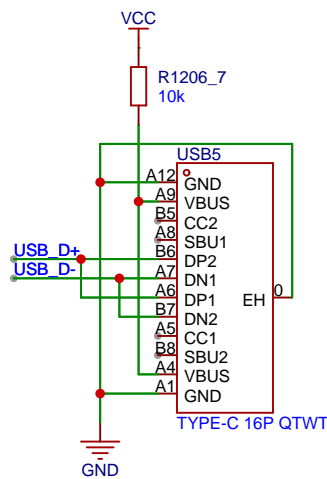 VCC
R1206_7
10k
USB5
A12 GND
A9 VBUS
B5 CC2
A8 SBU1
USB_D+ B6 DP2
USB_D- A7 DN1
A6 DP1 EH 0
B7 DN2
A5 CC1
B8 SBU2
A4 VBUS
A1 GND
TYPE-C 16P QTWT
GND